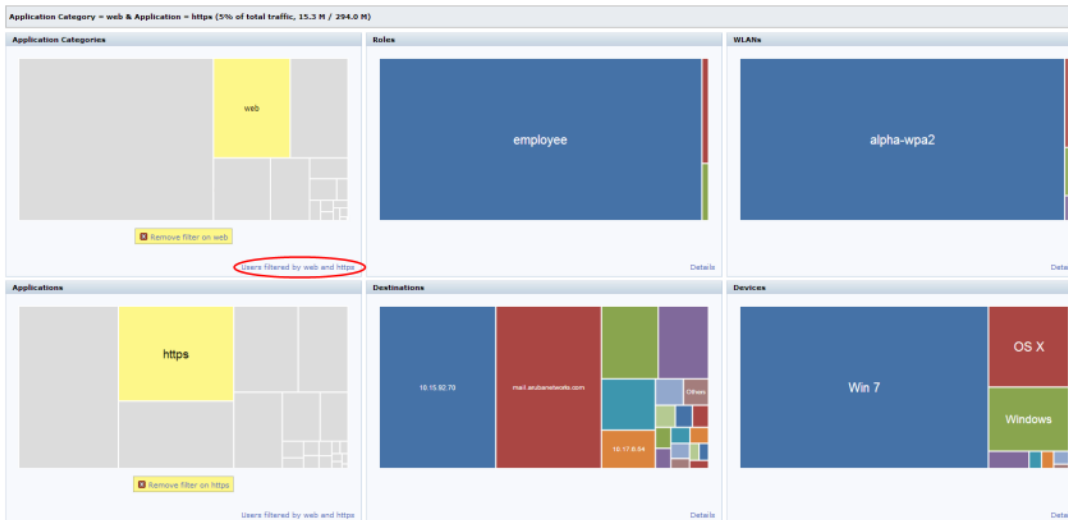 Application Category = web & Application = https (5% of total traffic, 15.3 M / 294.0 M)
Application Categories
Roles
WLANs
web
employee
alpha-wpa2
Remove filter on web
Users filtered by web and https
Details
Deta
Applications
Destinations
Devices
https
10.15.92.70
mail.arubanetworks.com
Others
10.17.6.54
Win 7
OS X
Windows
Remove filter on https
Users filtered by web and https
Details
Deta